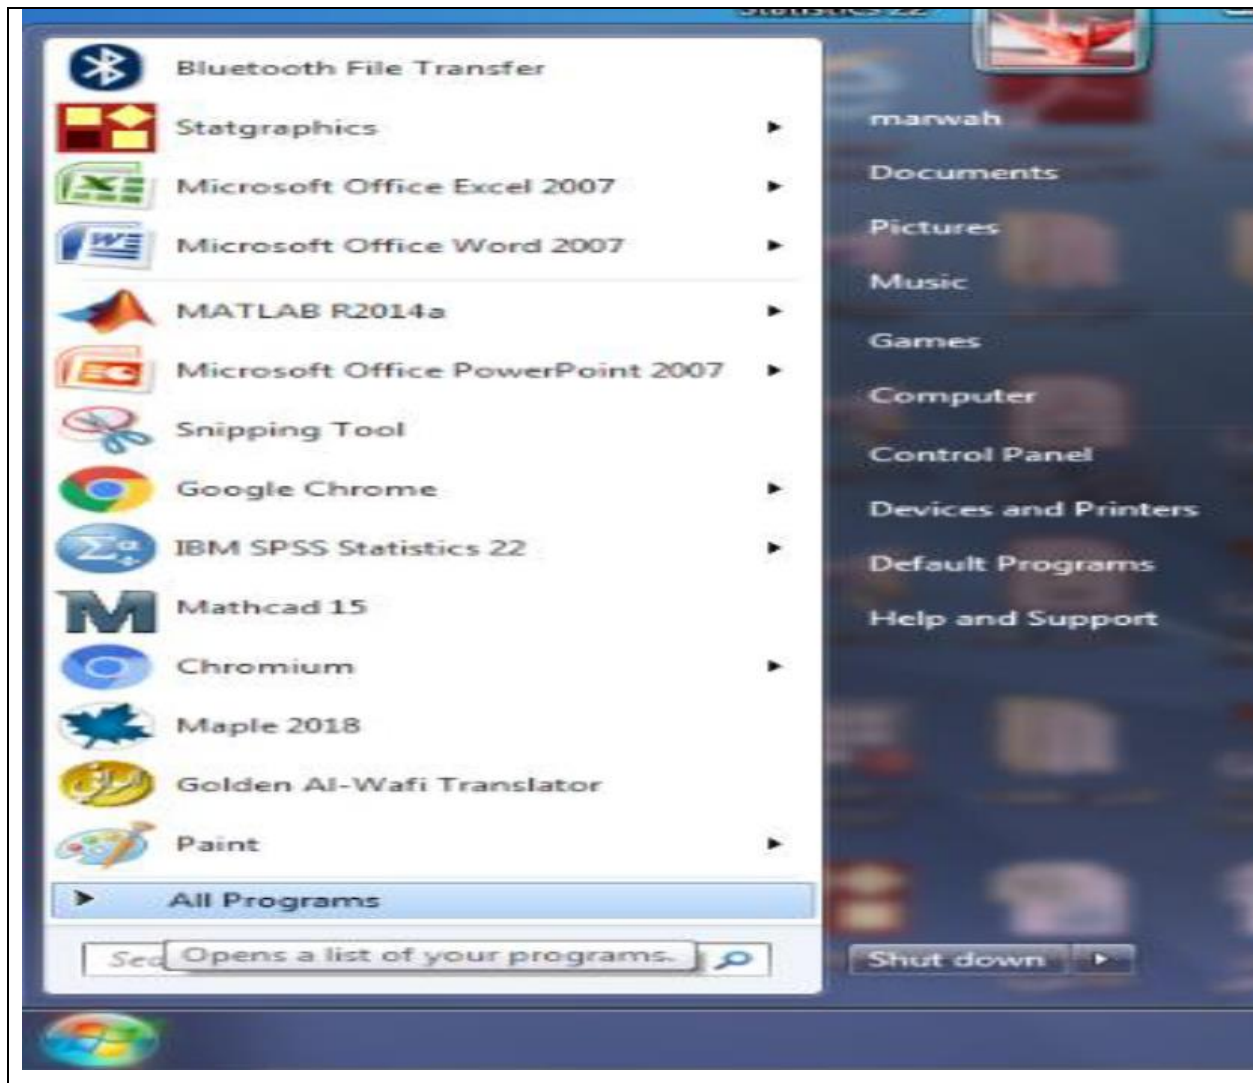 Statistics 22
Bluetooth File Transfer
Statgraphics
Microsoft Office Excel 2007
Microsoft Office Word 2007
MATLAB R2014a
Microsoft Office PowerPoint 2007
Snipping Tool
Google Chrome
IBM SPSS Statistics 22
Mathcad 15
Chromium
Maple 2018
Golden Al-Wafi Translator
Paint
All Programs
Opens a list of your programs.
marwah
Documents
Pictures
Music
Games
Computer
Control Panel
Devices and Printers
Default Programs
Help and Support
Shut down